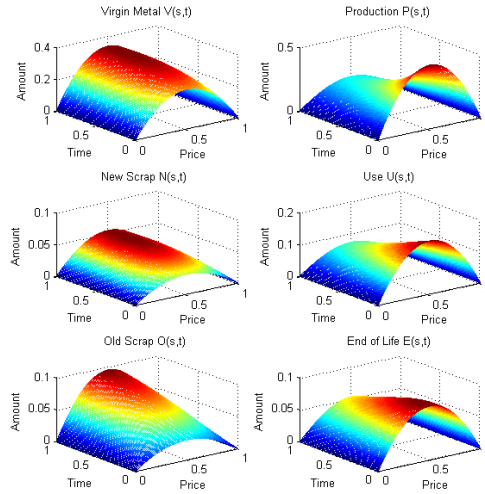 Virgin Metal V(s,t)
Production P(s,t)
0.4
0.2
0
Amount
1
0.5
0
Time
0
0.5
1
Price
0.5
0
Amount
1
0.5
0
Time
0
0.5
1
Price
New Scrap N(s,t)
Use U(s,t)
0.1
0.05
0
Amount
1
0.5
0
Time
0
0.5
1
Price
0.2
0.1
0
Amount
1
0.5
0
Time
0
0.5
1
Price
Old Scrap O(s,t)
End of Life E(s,t)
0.1
0.05
0
Amount
1
0.5
0
Time
0
0.5
1
Price
0.1
0.05
0
Amount
1
0.5
0
Time
0
0.5
1
Price